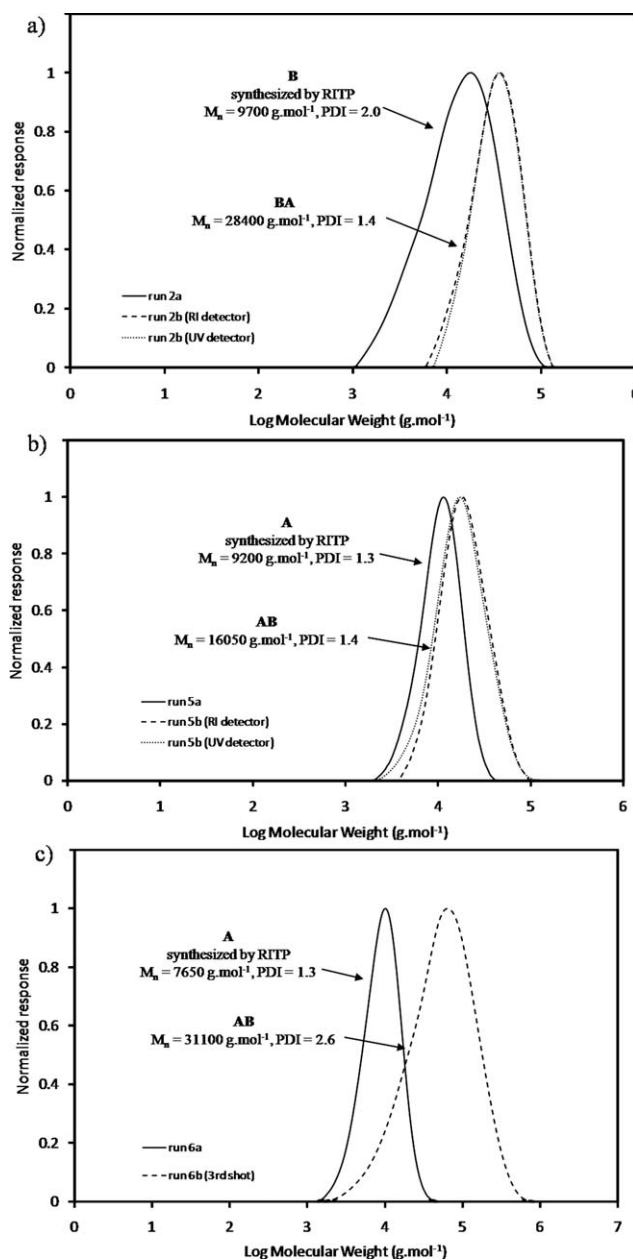 a)
1
0.8
0.6
0.4
0.2
0
Normalized response
B
synthesized by RITP
Mn = 9700 g.mol-1, PDI = 2.0
BA
Mn = 28400 g.mol-1, PDI = 1.4
run 2a
run 2b (RI detector)
run 2b (UV detector)
0 1 2 3 4 5 6
Log Molecular Weight (g.mol-1)
b)
1
0.8
0.6
0.4
0.2
0
Normalized response
A
synthesized by RITP
Mn = 9200 g.mol-1, PDI = 1.3
AB
Mn = 16050 g.mol-1, PDI = 1.4
run 5a
run 5b (RI detector)
run 5b (UV detector)
0 1 2 3 4 5 6
Log Molecular Weight (g.mol-1)
c)
1
0.8
0.6
0.4
0.2
0
Normalized response
A
synthesized by RITP
Mn = 7650 g.mol-1, PDI = 1.3
AB
Mn = 31100 g.mol-1, PDI = 2.6
run 6a
run 6b (3rd shot)
0 1 2 3 4 5 6 7
Log Molecular Weight (g.mol-1)